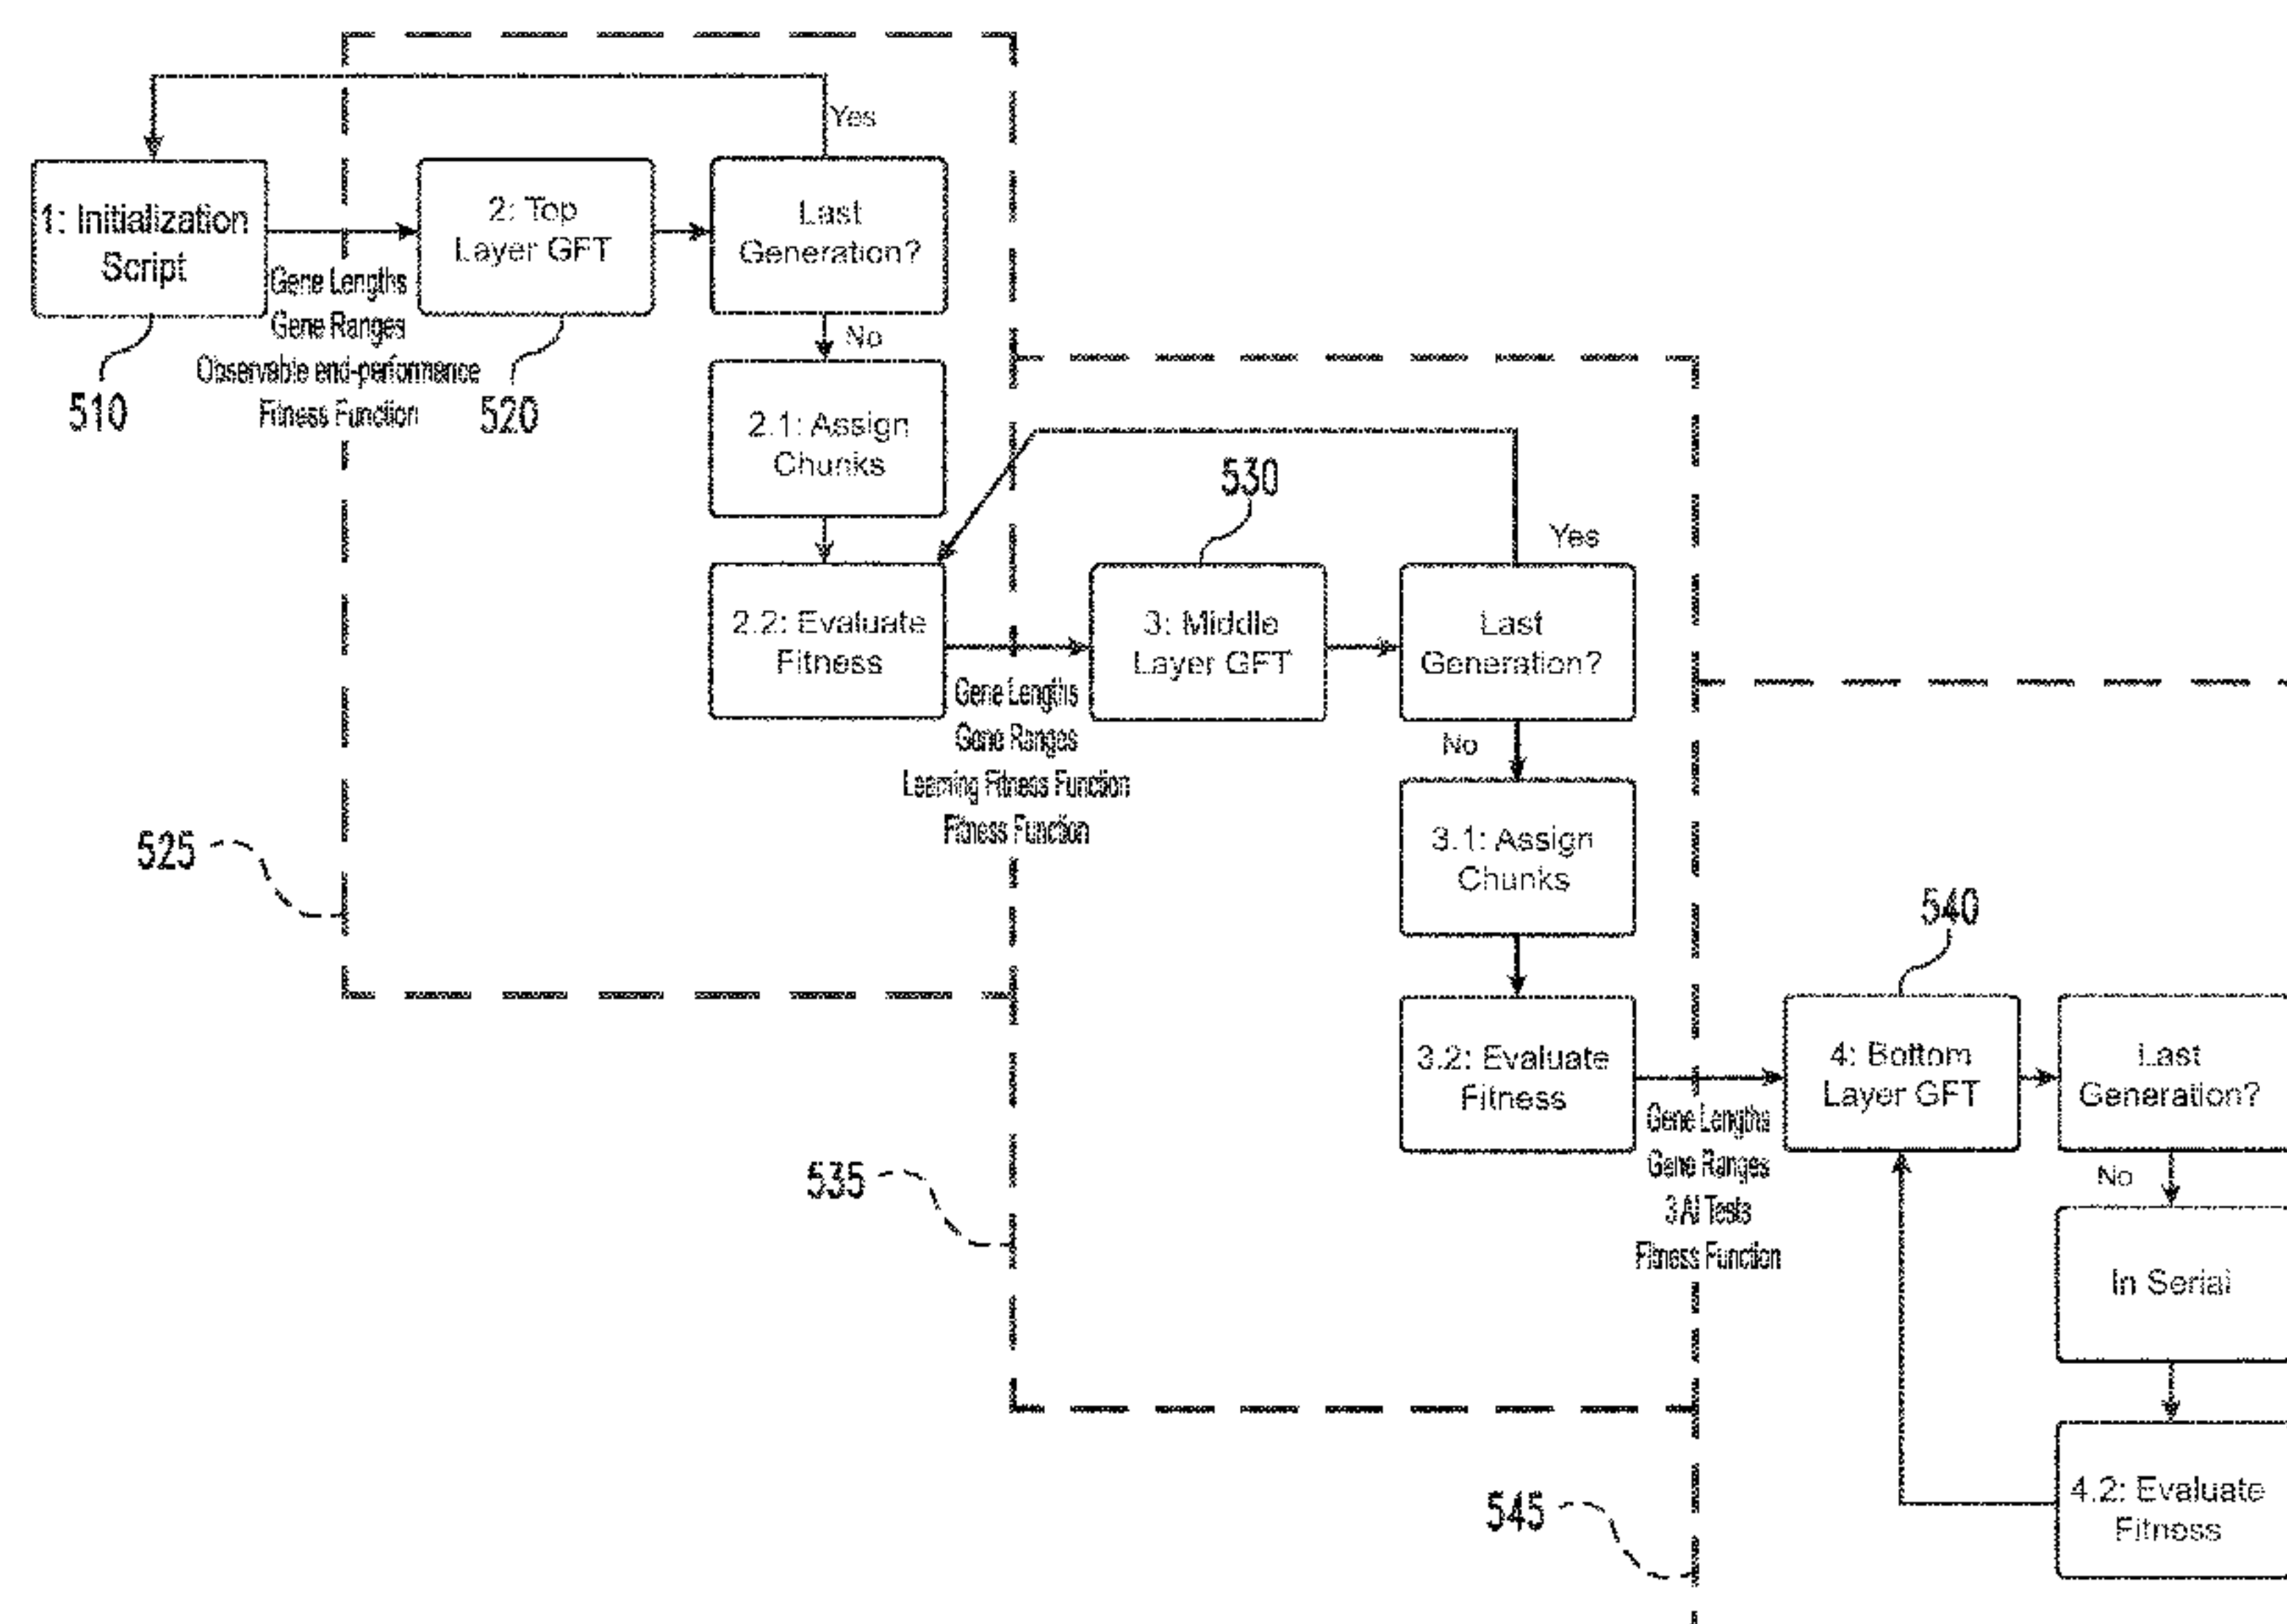 Yes
1: Initialization
Script
2: Top
Layer GFT
Last
Generation?
Gene Lengths
Gene Ranges
Observable end-performance
Fitness Function
510
520
No
2.1: Assign
Chunks
530
Yes
2.2: Evaluate
Fitness
3: Middle
Layer GFT
Last
Generation?
Gene Lengths
Gene Ranges
Learning Fitness Function
Fitness Function
No
525
3.1: Assign
Chunks
540
3.2: Evaluate
Fitness
4: Bottom
Layer GFT
Last
Generation?
Gene Lengths
Gene Ranges
3 AI Tests
Fitness Function
No
535
In Serial
545
4.2: Evaluate
Fitness